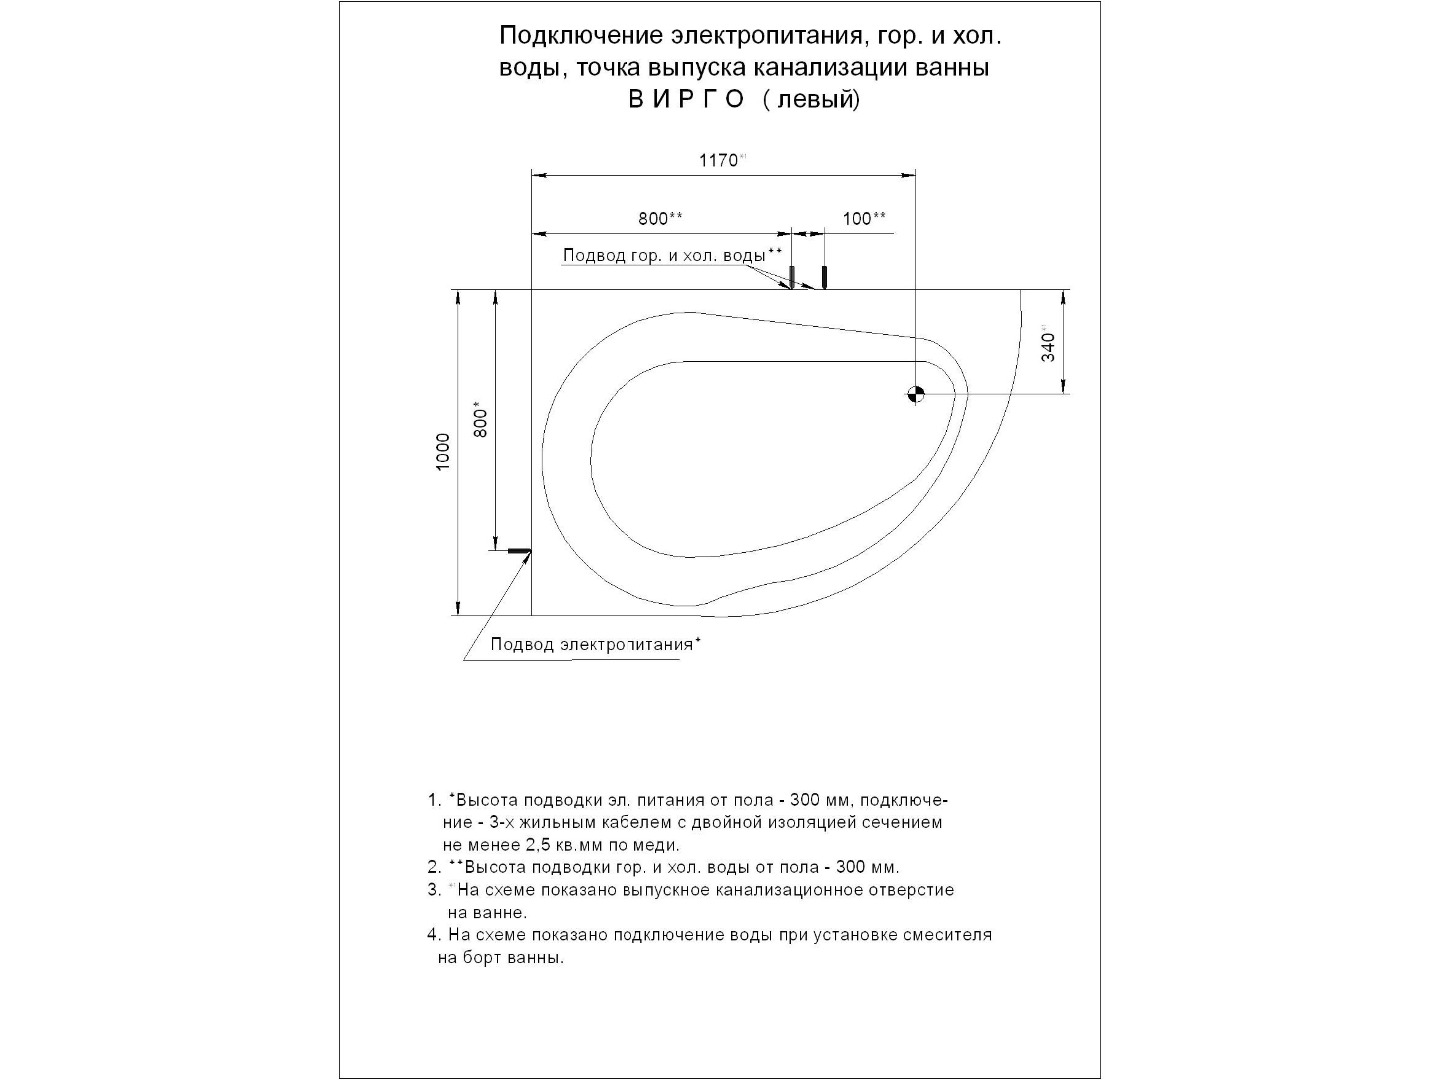 Подключение электропитания, гор. и хол.
воды, точка выпуска канализации ванны
ВИРГО (левый)
1170
800**
100**
Подвод гор. и хол. воды**
340
800*
1000
Подвод электропитания*
1. *Высота подводки эл. питания от пола - 300 мм, подключе-
ние - 3-х жильным кабелем с двойной изоляцией сечением
не менее 2,5 кв.мм по меди.
2. **Высота подводки гор. и хол. воды от пола - 300 мм.
3. На схеме показано выпускное канализационное отверстие
на ванне.
4. На схеме показано подключение воды при установке смесителя
на борт ванны.